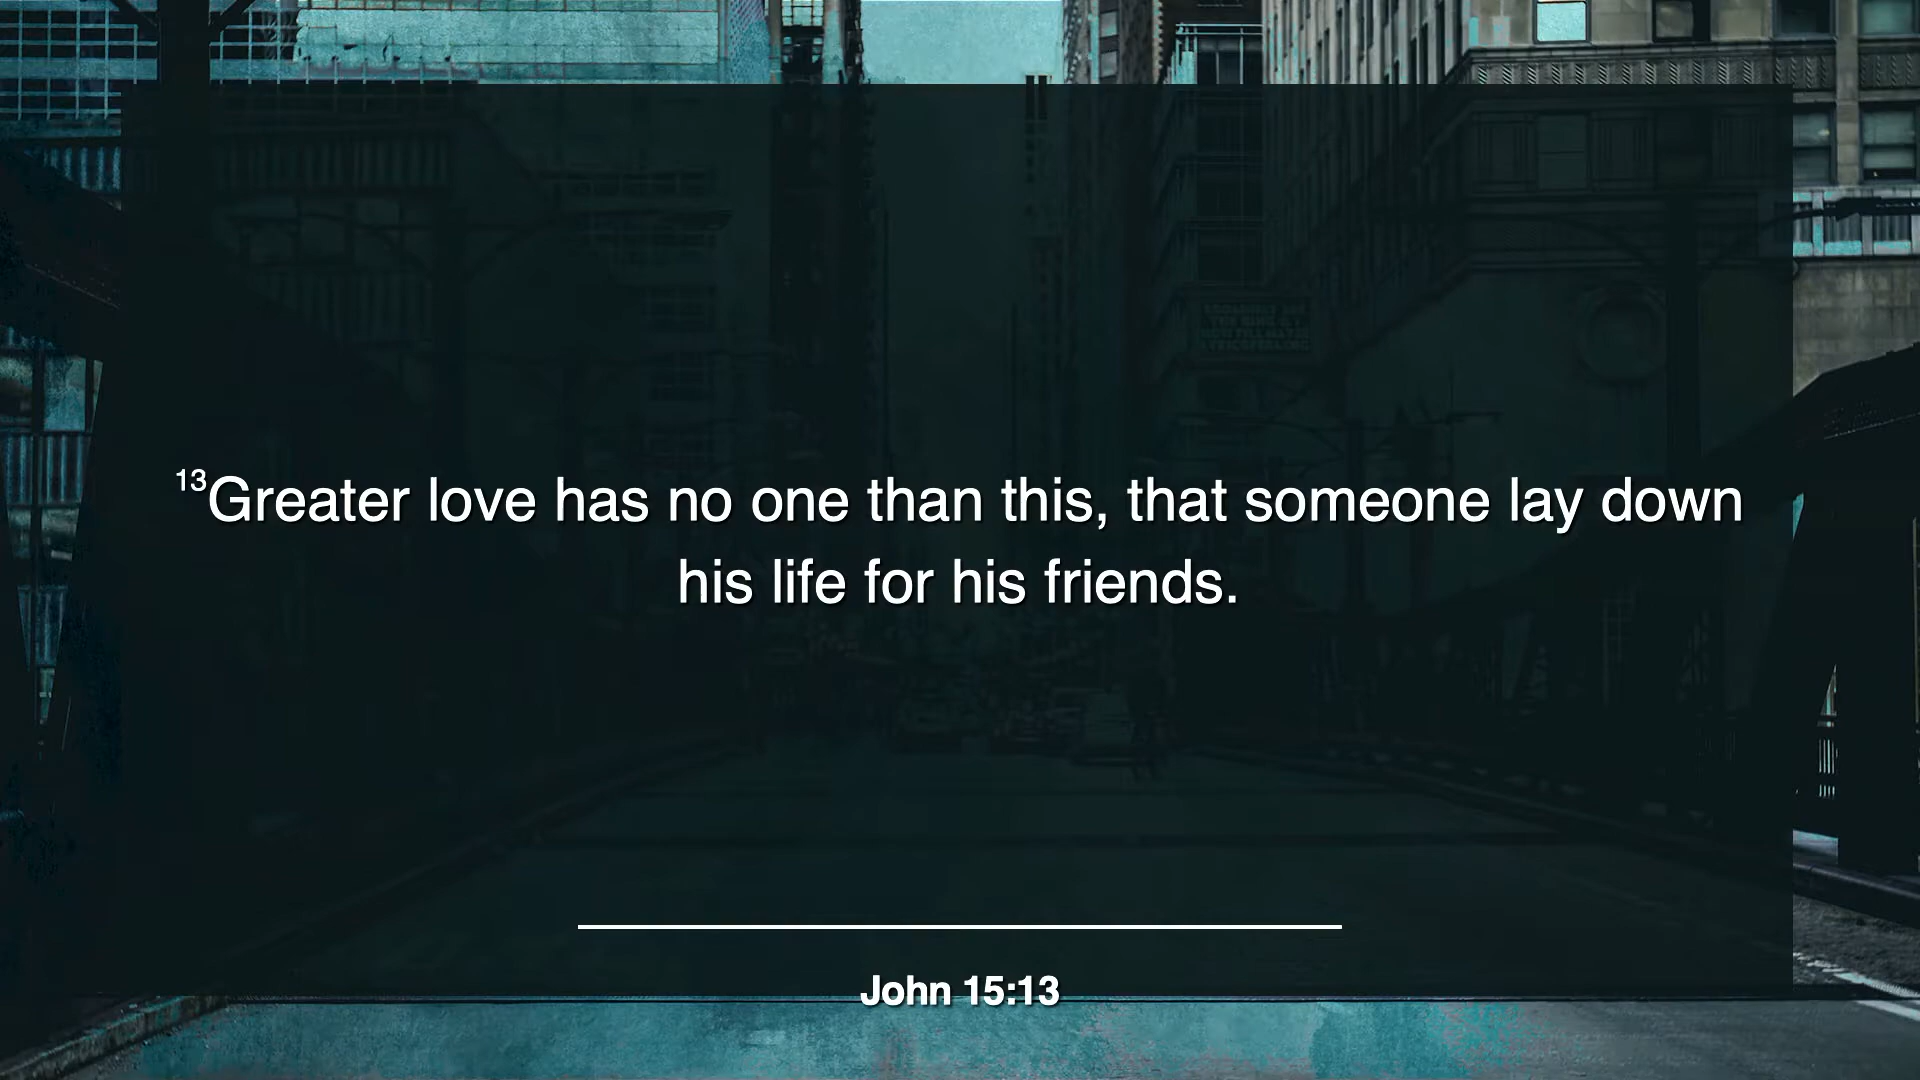 13Greater love has no one than this, that someone lay down
his life for his friends.
John 15:13